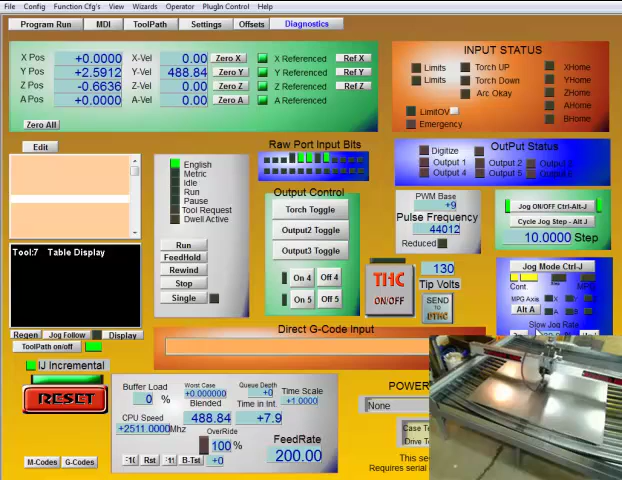 File Config Function Cfg's View Wizards Operator PlugIn Control Help
Program Run MDI ToolPath Settings Offsets Diagnostics
X Pos +0.0000 X-Vel 0.00 Zero X X Referenced Ref X
Y Pos +2.5912 Y-Vel 488.84 Zero Y Y Referenced Ref Y
Z Pos -0.6636 Z-Vel 0.00 Zero Z Z Referenced Ref Z
A Pos +0.0000 A-Vel 0.00 Zero A A Referenced
Zero All
INPUT STATUS
Limits Torch UP XHome
Limits Torch Down YHome
Arc Okay ZHome
AHome
LimitOV BHome
Emergency
Edit
English
Metric
Idle
Run
Pause
Tool Request
Dwell Active
Run
FeedHold
Rewind
Stop
Single
Raw Port Input Bits
Output Control
Torch Toggle
Output2 Toggle
Output3 Toggle
On 4 Off 4
On 5 Off 5
OutPut Status
Digitize
Output 1 Output 2
Output 4 Output 5
PWM Base
+9
Pulse Frequency
44012
Reduced
Jog ON/OFF Ctrl-Alt-J
Cycle Jog Step - Alt J
10.0000 Step
Tool:7 Table Display
Regen Jog Follow Display
ToolPath on/off
THC
ON/OFF
130
Tip Volts
SEND
TO
DTHC
Jog Mode Ctrl-J
Cont. MPG
MPG Axis X Y Z
Alt A A
Slow Jog Rate
Direct G-Code Input
IJ Incremental
RESET
M-Codes G-Codes
Buffer Load Worst Case Queue Depth Time Scale
0 % +0.000000 +0 +1.0000
Blended Time in Int.
CPU Speed 488.84 +7.9
+2511.0000 Mhz
OverRide
100 % FeedRate
Rst B-Tst +0 200.00
POWER
None
Case Te
Drive T
This se
Requires serial